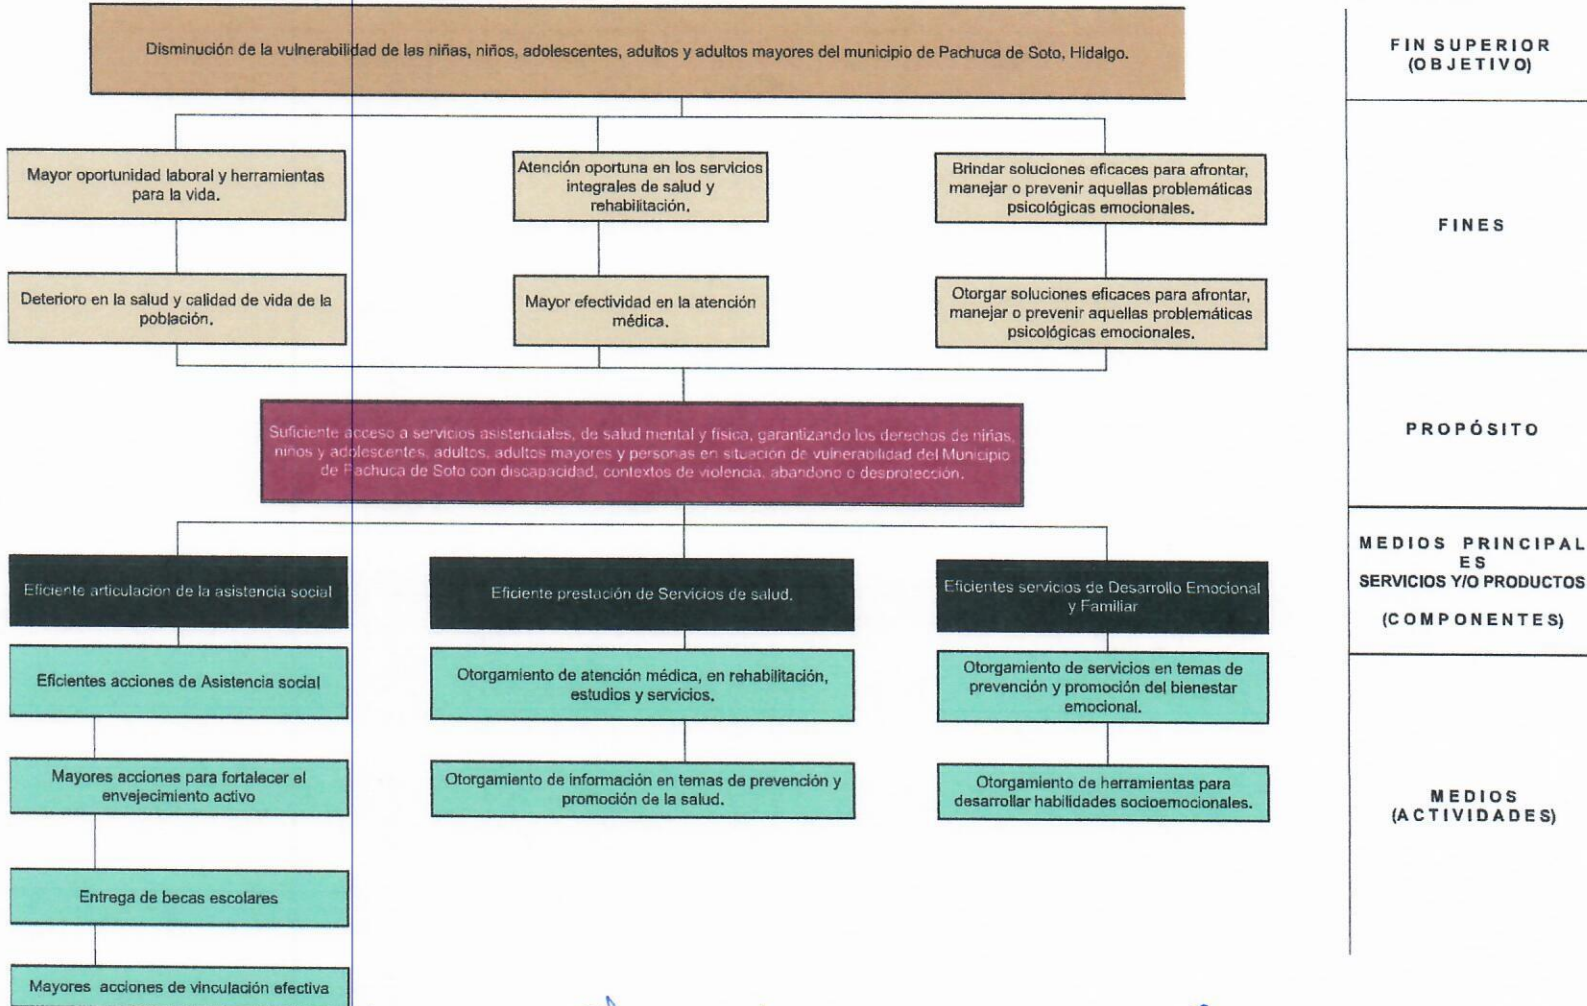 Disminución de la vulnerabilidad de las niñas, niños, adolescentes, adultos y adultos mayores del municipio de Pachuca de Soto, Hidalgo.
FIN SUPERIOR
(OBJETIVO)
Mayor oportunidad laboral y herramientas
para la vida.
Atención oportuna en los servicios
integrales de salud y
rehabilitación.
Brindar soluciones eficaces para afrontar,
manejar o prevenir aquellas problemáticas
psicológicas emocionales.
FINES
Deterioro en la salud y calidad de vida de la
población.
Mayor efectividad en la atención
médica.
Otorgar soluciones eficaces para afrontar,
manejar o prevenir aquellas problemáticas
psicológicas emocionales.
Suficiente acceso a servicios asistenciales, de salud mental y física, garantizando los derechos de niñas,
niños y adolescentes, adultos, adultos mayores y personas en situación de vulnerabilidad del Municipio
de Pachuca de Soto con discapacidad, contextos de violencia, abandono o desprotección.
PROPÓSITO
Eficiente articulación de la asistencia social
Eficiente prestación de Servicios de salud.
Eficientes servicios de Desarrollo Emocional
y Familiar
MEDIOS PRINCIPAL
ES
SERVICIOS Y/O PRODUCTOS
(COMPONENTES)
Eficientes acciones de Asistencia social
Otorgamiento de atención médica, en rehabilitación,
estudios y servicios.
Otorgamiento de servicios en temas de
prevención y promoción del bienestar
emocional.
Mayores acciones para fortalecer el
envejecimiento activo
Otorgamiento de información en temas de prevención y
promoción de la salud.
Otorgamiento de herramientas para
desarrollar habilidades socioemocionales.
MEDIOS
(ACTIVIDADES)
Entrega de becas escolares
Mayores acciones de vinculación efectiva